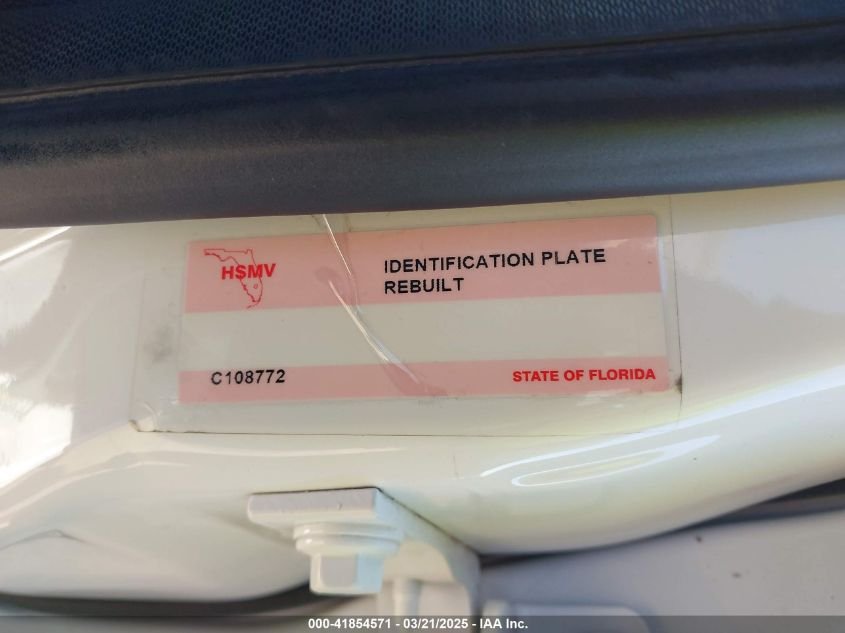 HSMV
IDENTIFICATION PLATE
REBUILT
C108772
STATE OF FLORIDA
000-41854571 - 03/21/2025 - IAA Inc.